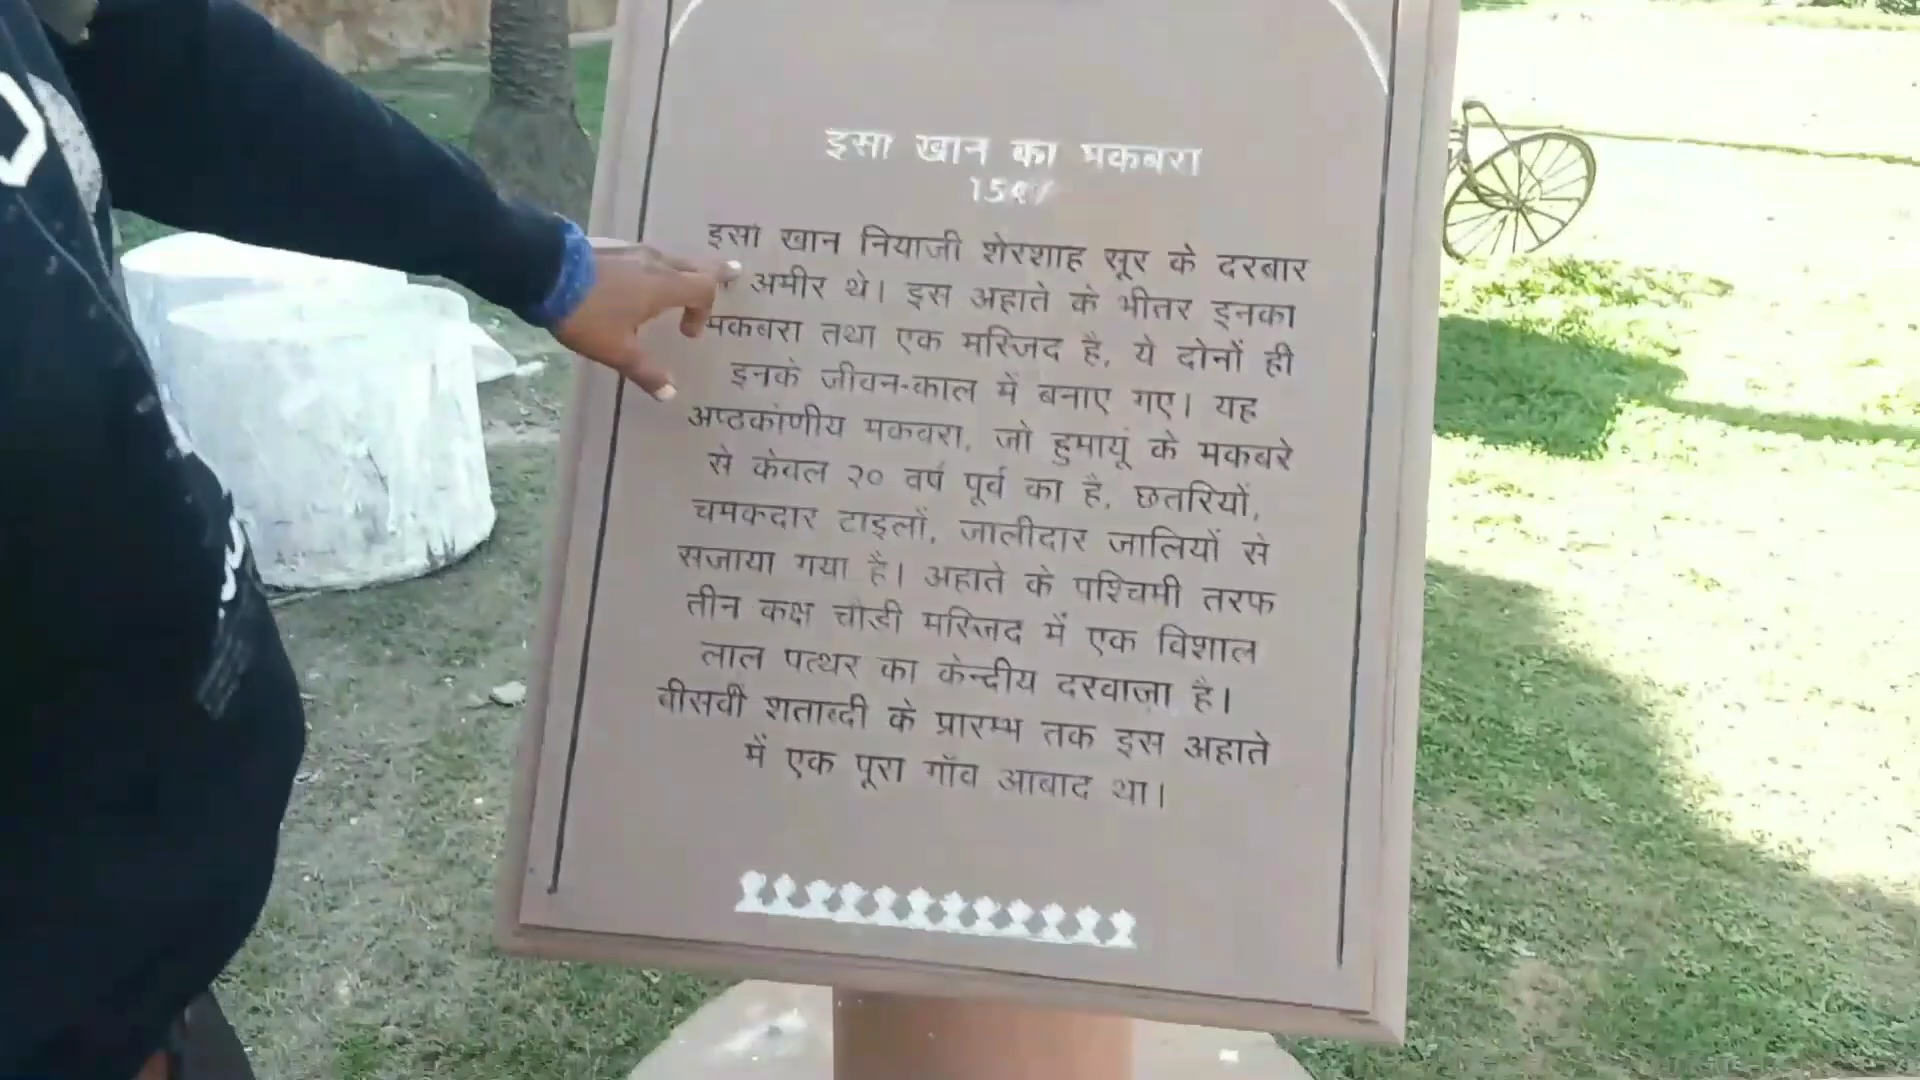 इसा खान का मकबरा
इसा खान नियाजी शेरशाह सूर के दरबार
अमीर थे। इस अहाते के भीतर इनका
मकबरा तथा एक मस्जिद है, ये दोनों ही
इनके जीवन-काल में बनाए गए। यह
अष्टकोणीय मकबरा, जो हुमायूं के मकबरे
से केवल २० वर्ष पूर्व का है, छतरियों,
चमकदार टाइलों, जालीदार जालियों से
सजाया गया है। अहाते के पश्चिमी तरफ
तीन कक्ष चौडी मस्जिद में एक विशाल
लाल पत्थर का केन्दीय दरवाजा है।
बीसवीं शताब्दी के प्रारम्भ तक इस अहाते
में एक पूरा गाँव आबाद था।